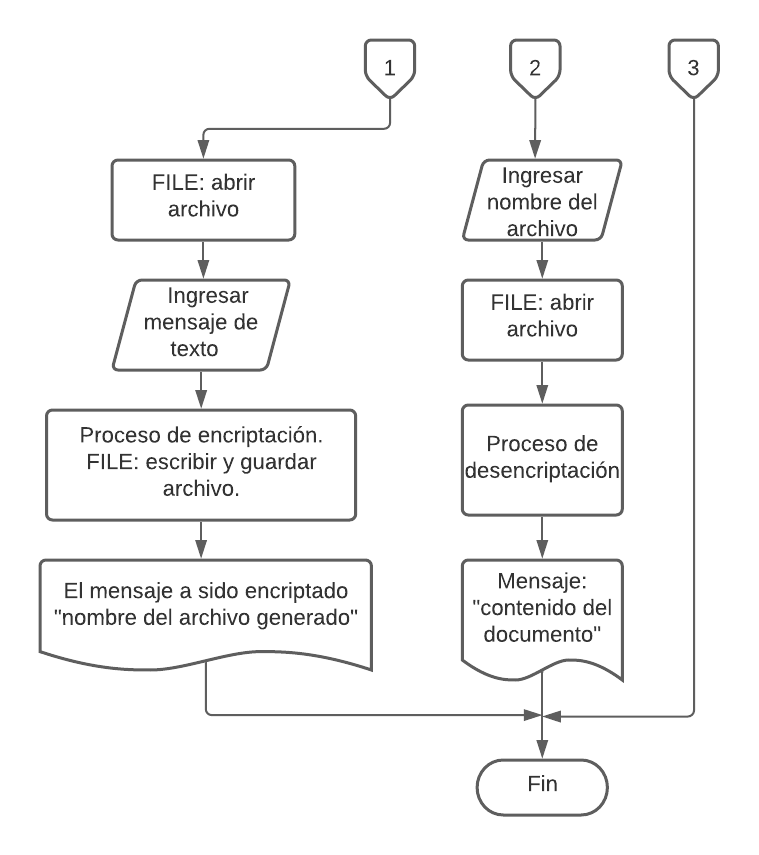 1
2
3
FILE: abrir
archivo
Ingresar
mensaje de
texto
Proceso de encriptación.
FILE: escribir y guardar
archivo.
El mensaje a sido encriptado
"nombre del archivo generado"
Ingresar
nombre del
archivo
FILE: abrir
archivo
Proceso de
desencriptación
Mensaje:
"contenido del
documento"
Fin